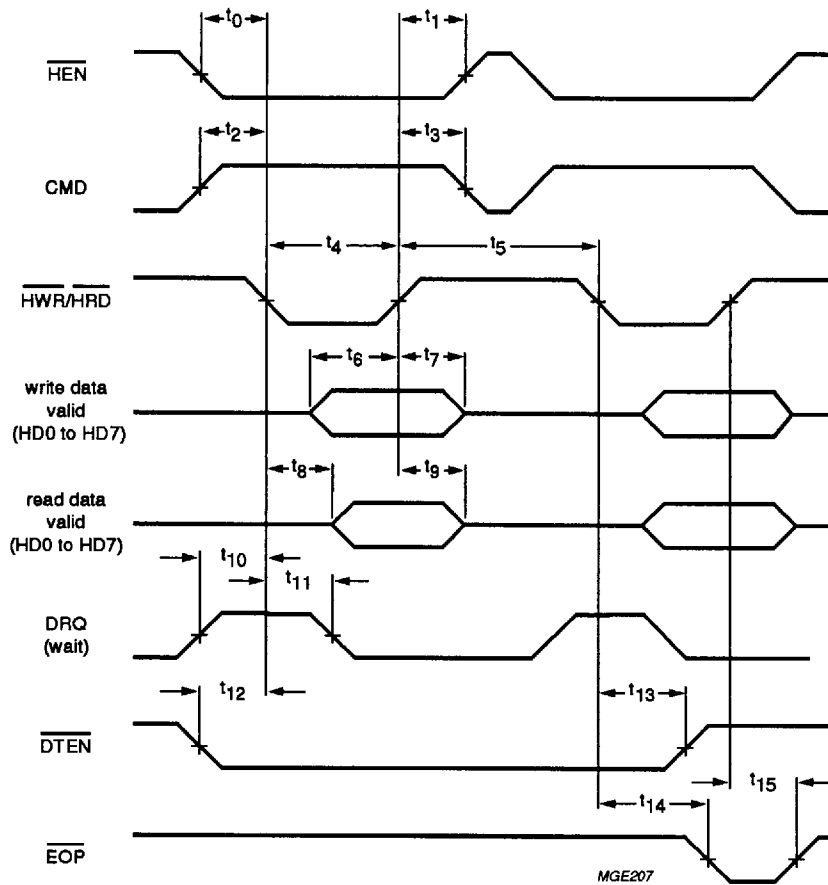 t0
t1
HEN
t2
t3
CMD
t4
t5
HWR/HRD
t6
t7
write data
valid
(HD0 to HD7)
t8
t9
read data
valid
(HD0 to HD7)
t10
t11
DRQ
(wait)
t12
t13
DTEN
t14
t15
EOP
MGE207